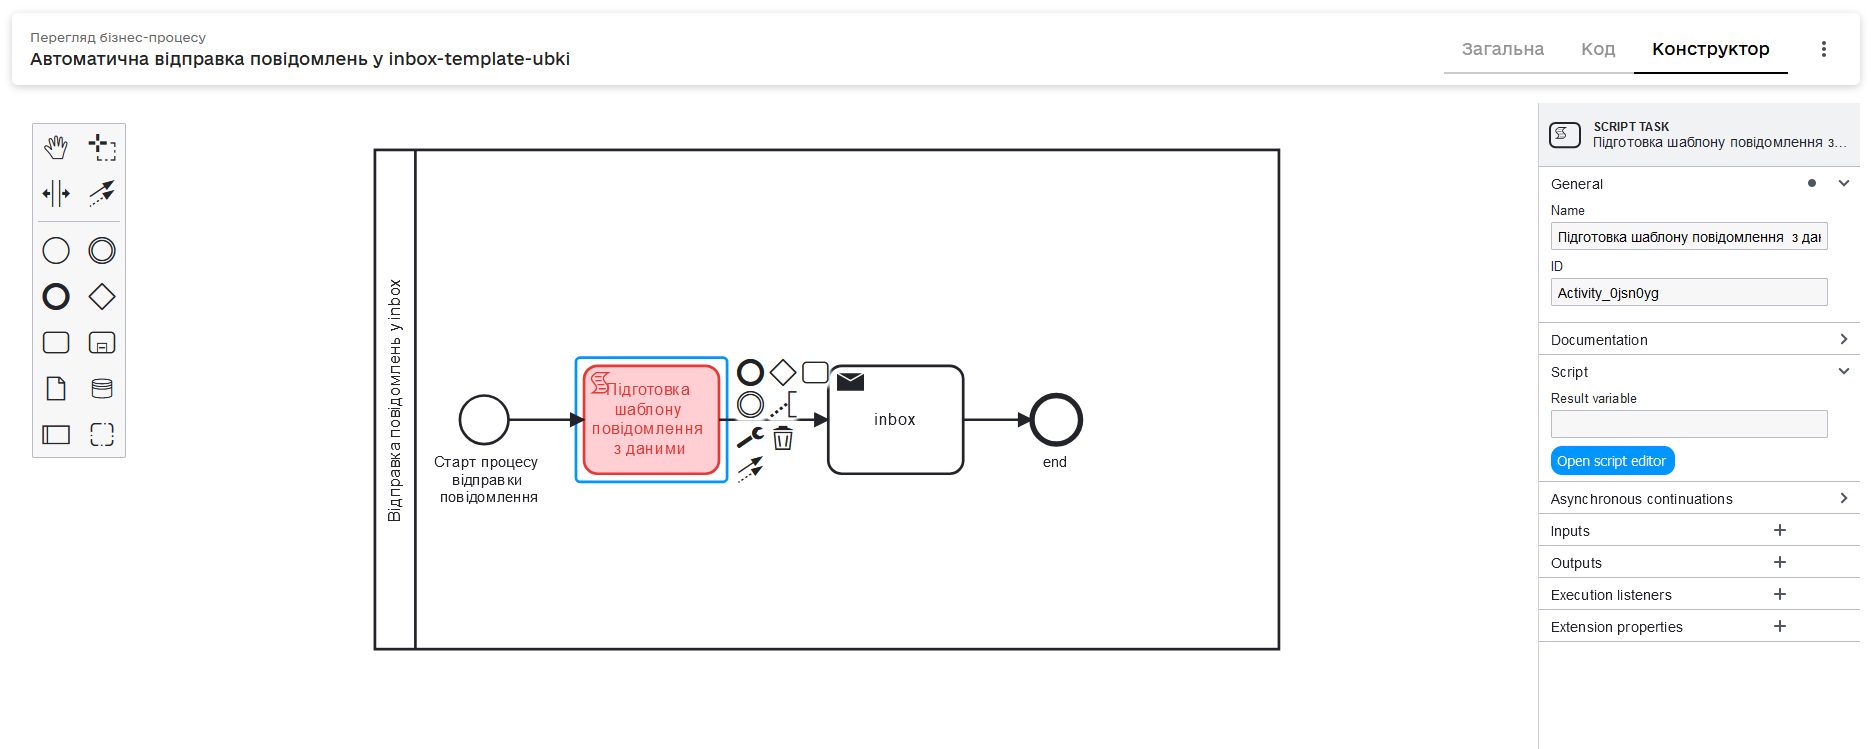 Перегляд бізнес-процесу
Автоматична відправка повідомлень у inbox-template-ubki
Загальна
Код
Конструктор
Відправка повідомлень у inbox
Старт процесу
відправки
повідомлення
Підготовка
шаблону
повідомлення
з даними
inbox
end
SCRIPT TASK
Підготовка шаблону повідомлення з...
General
Name
Підготовка шаблону повідомлення  з дан
ID
Activity_0jsn0yg
Documentation
Script
Result variable
Open script editor
Asynchronous continuations
Inputs
Outputs
Execution listeners
Extension properties